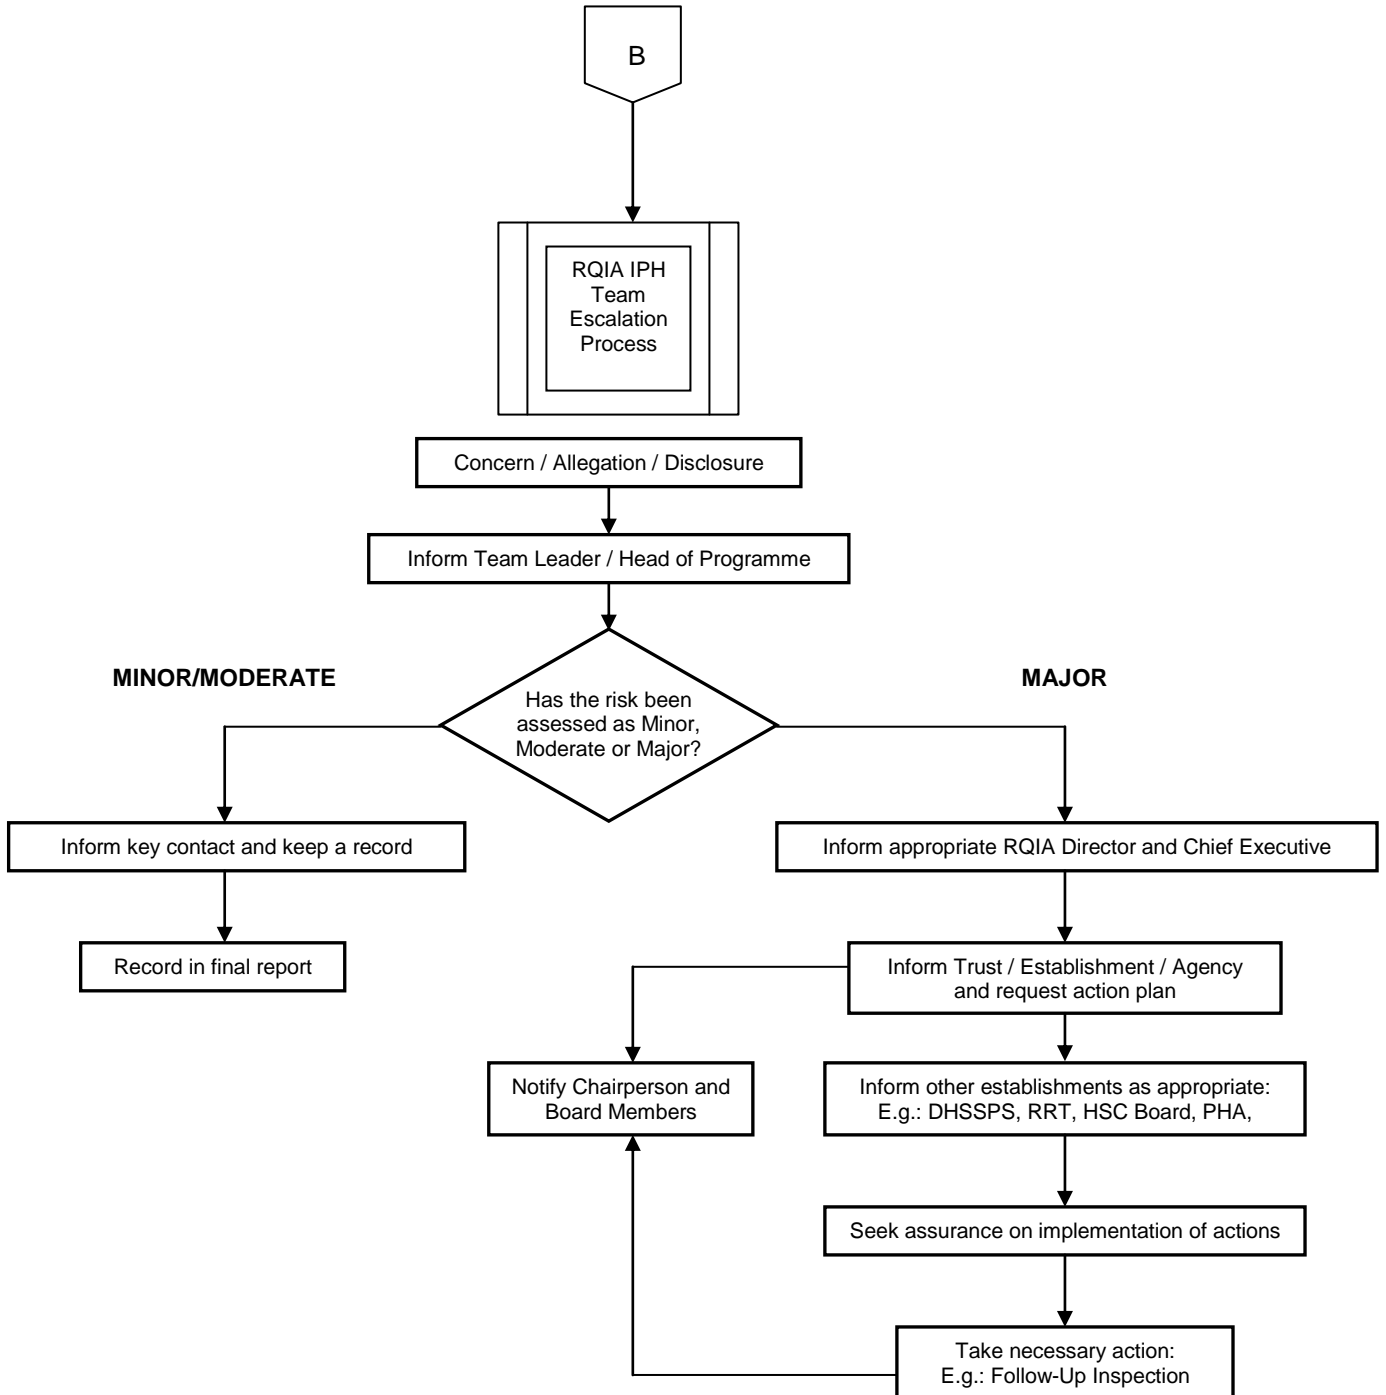 B
RQIA IPH
Team
Escalation
Process
Concern / Allegation / Disclosure
Inform Team Leader / Head of Programme
MINOR/MODERATE
MAJOR
Has the risk been
assessed as Minor,
Moderate or Major?
Inform key contact and keep a record
Inform appropriate RQIA Director and Chief Executive
Record in final report
Inform Trust / Establishment / Agency
and request action plan
Notify Chairperson and
Board Members
Inform other establishments as appropriate:
E.g.: DHSSPS, RRT, HSC Board, PHA,
Seek assurance on implementation of actions
Take necessary action:
E.g.: Follow-Up Inspection